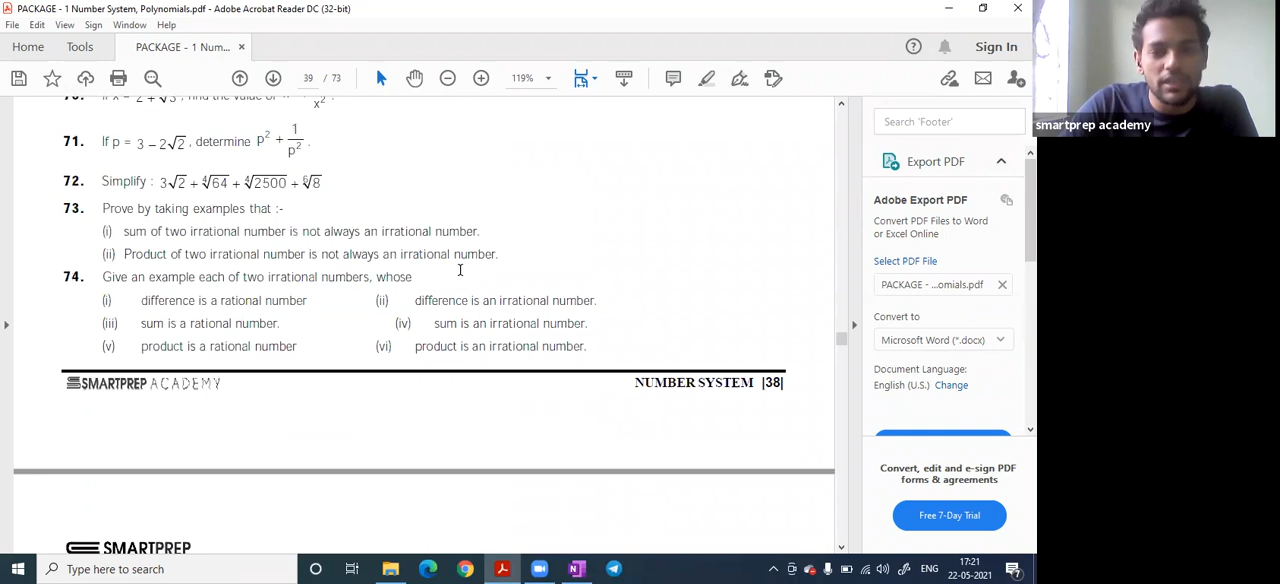 PACKAGE - 1 Number System, Polynomials.pdf - Adobe Acrobat Reader DC (32-bit)
File Edit View Sign Window Help
Home Tools PACKAGE - 1 Num... × Sign In
39 / 73 119%
71. If p = 3 − 2√2, determine p² + 1/p².
72. Simplify : 3√2 + ∜64 + ∜2500 + ⁶√8
73. Prove by taking examples that :-
(i) sum of two irrational number is not always an irrational number.
(ii) Product of two irrational number is not always an irrational number.
74. Give an example each of two irrational numbers, whose
(i) difference is a rational number (ii) difference is an irrational number.
(iii) sum is a rational number. (iv) sum is an irrational number.
(v) product is a rational number (vi) product is an irrational number.
SMARTPREP ACADEMY NUMBER SYSTEM |38|
SMARTPREP
Search 'Footer'
Export PDF
Adobe Export PDF
Convert PDF Files to Word
or Excel Online
Select PDF File
PACKAGE - ...omials.pdf ×
Convert to
Microsoft Word (*.docx)
Document Language:
English (U.S.) Change
Convert, edit and e-sign PDF
forms & agreements
Free 7-Day Trial
smartprep academy
Type here to search
ENG
17:21
22-05-2021